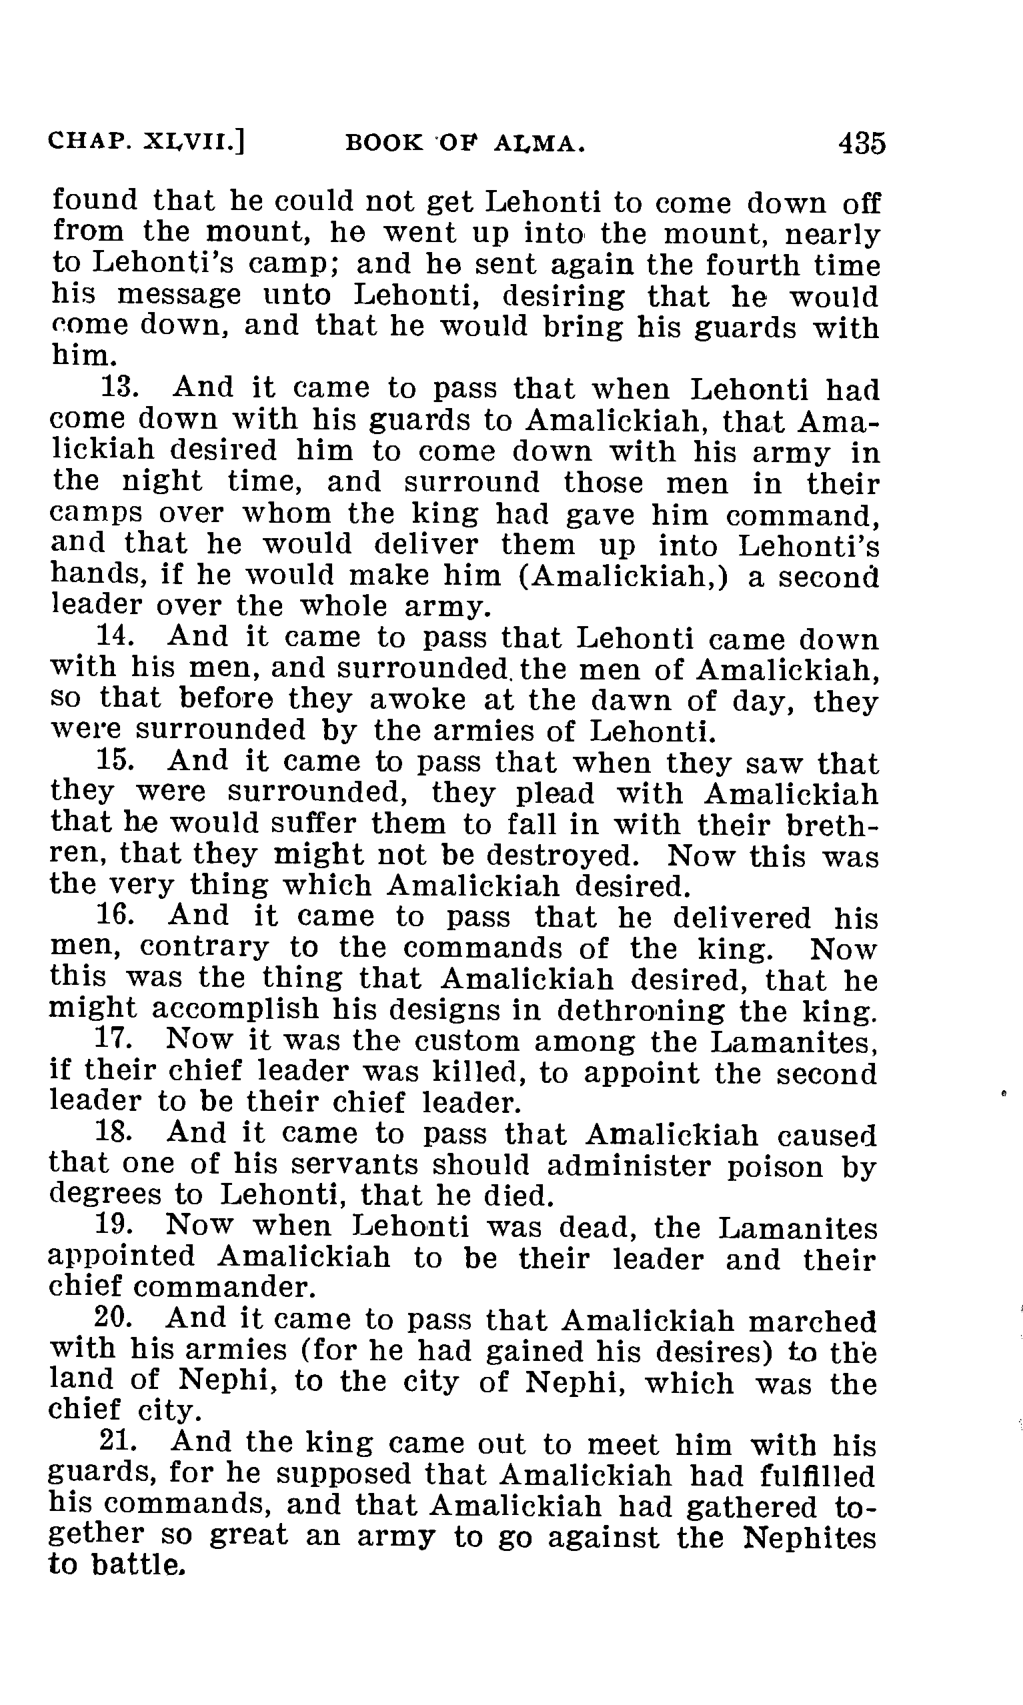 CHAP. XLVII.] BOOK OF ALMA. 435
found that he could not get Lehonti to come down off
from the mount, he went up into the mount, nearly
to Lehonti's camp; and he sent again the fourth time
his message unto Lehonti, desiring that he would
come down, and that he would bring his guards with
him.
13. And it came to pass that when Lehonti had
come down with his guards to Amalickiah, that Ama-
lickiah desired him to come down with his army in
the night time, and surround those men in their
camps over whom the king had gave him command,
and that he would deliver them up into Lehonti's
hands, if he would make him (Amalickiah,) a second
leader over the whole army.
14. And it came to pass that Lehonti came down
with his men, and surrounded the men of Amalickiah,
so that before they awoke at the dawn of day, they
were surrounded by the armies of Lehonti.
15. And it came to pass that when they saw that
they were surrounded, they plead with Amalickiah
that he would suffer them to fall in with their breth-
ren, that they might not be destroyed. Now this was
the very thing which Amalickiah desired.
16. And it came to pass that he delivered his
men, contrary to the commands of the king. Now
this was the thing that Amalickiah desired, that he
might accomplish his designs in dethroning the king.
17. Now it was the custom among the Lamanites,
if their chief leader was killed, to appoint the second
leader to be their chief leader.
18. And it came to pass that Amalickiah caused
that one of his servants should administer poison by
degrees to Lehonti, that he died.
19. Now when Lehonti was dead, the Lamanites
appointed Amalickiah to be their leader and their
chief commander.
20. And it came to pass that Amalickiah marched
with his armies (for he had gained his desires) to the
land of Nephi, to the city of Nephi, which was the
chief city.
21. And the king came out to meet him with his
guards, for he supposed that Amalickiah had fulfilled
his commands, and that Amalickiah had gathered to-
gether so great an army to go against the Nephites
to battle.